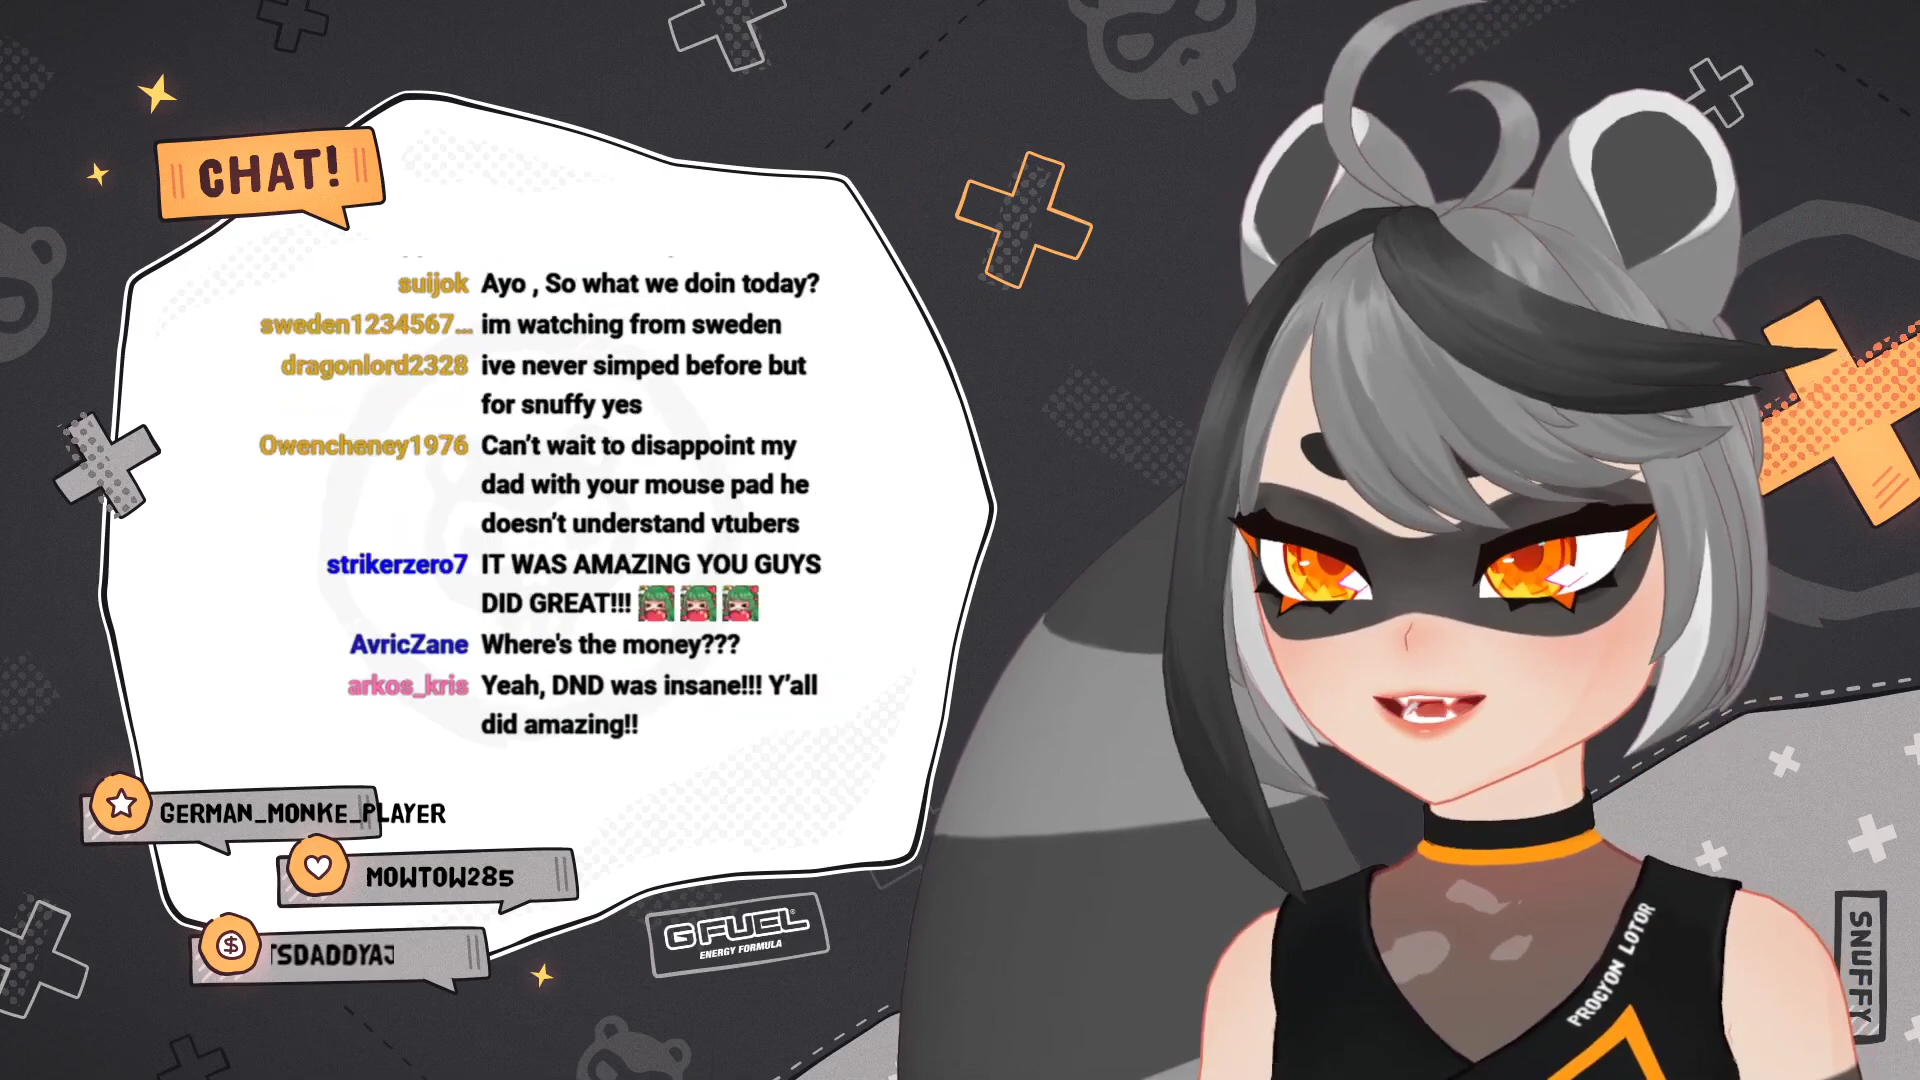 CHAT!
suijok Ayo , So what we doin today?
sweden1234567... im watching from sweden
dragonlord2328 ive never simped before but
for snuffy yes
Owencheney1976 Can't wait to disappoint my
dad with your mouse pad he
doesn't understand vtubers
strikerzero7 IT WAS AMAZING YOU GUYS
DID GREAT!!!
AvricZane Where's the money???
arkos_kris Yeah, DND was insane!!! Y'all
did amazing!!
GERMAN_MONKE_PLAYER
MOWTOW285
TSDADDYAJ
G FUEL®
ENERGY FORMULA
PROCYON LOTOR
SNUFFY